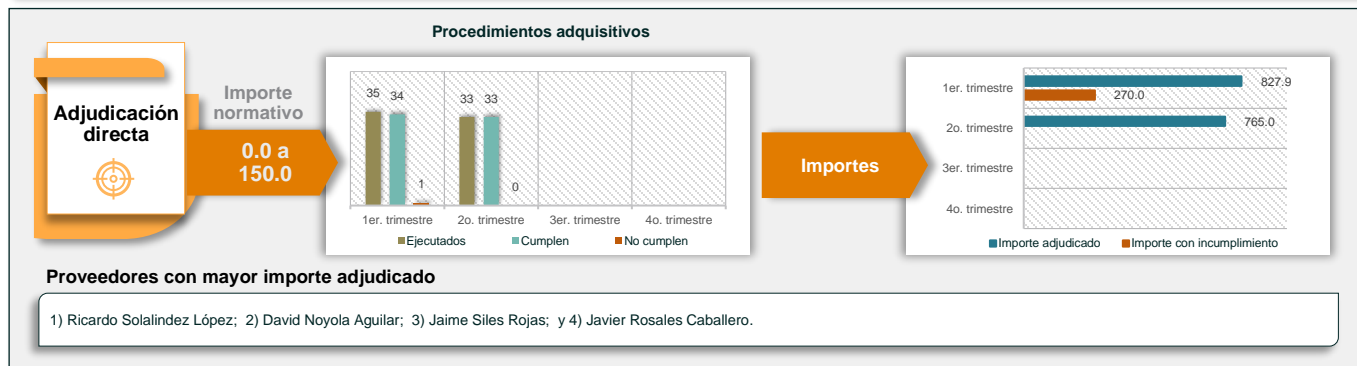 Procedimientos adquisitivos
Adjudicación
directa
Importe
normativo
0.0 a
150.0
35
34
1
33
33
0
1er. trimestre
2o. trimestre
3er. trimestre
4o. trimestre
Ejecutados
Cumplen
No cumplen
Importes
1er. trimestre
827.9
270.0
2o. trimestre
765.0
3er. trimestre
4o. trimestre
Importe adjudicado
Importe con incumplimiento
Proveedores con mayor importe adjudicado
1) Ricardo Solalindez López; 2) David Noyola Aguilar; 3) Jaime Siles Rojas; y 4) Javier Rosales Caballero.